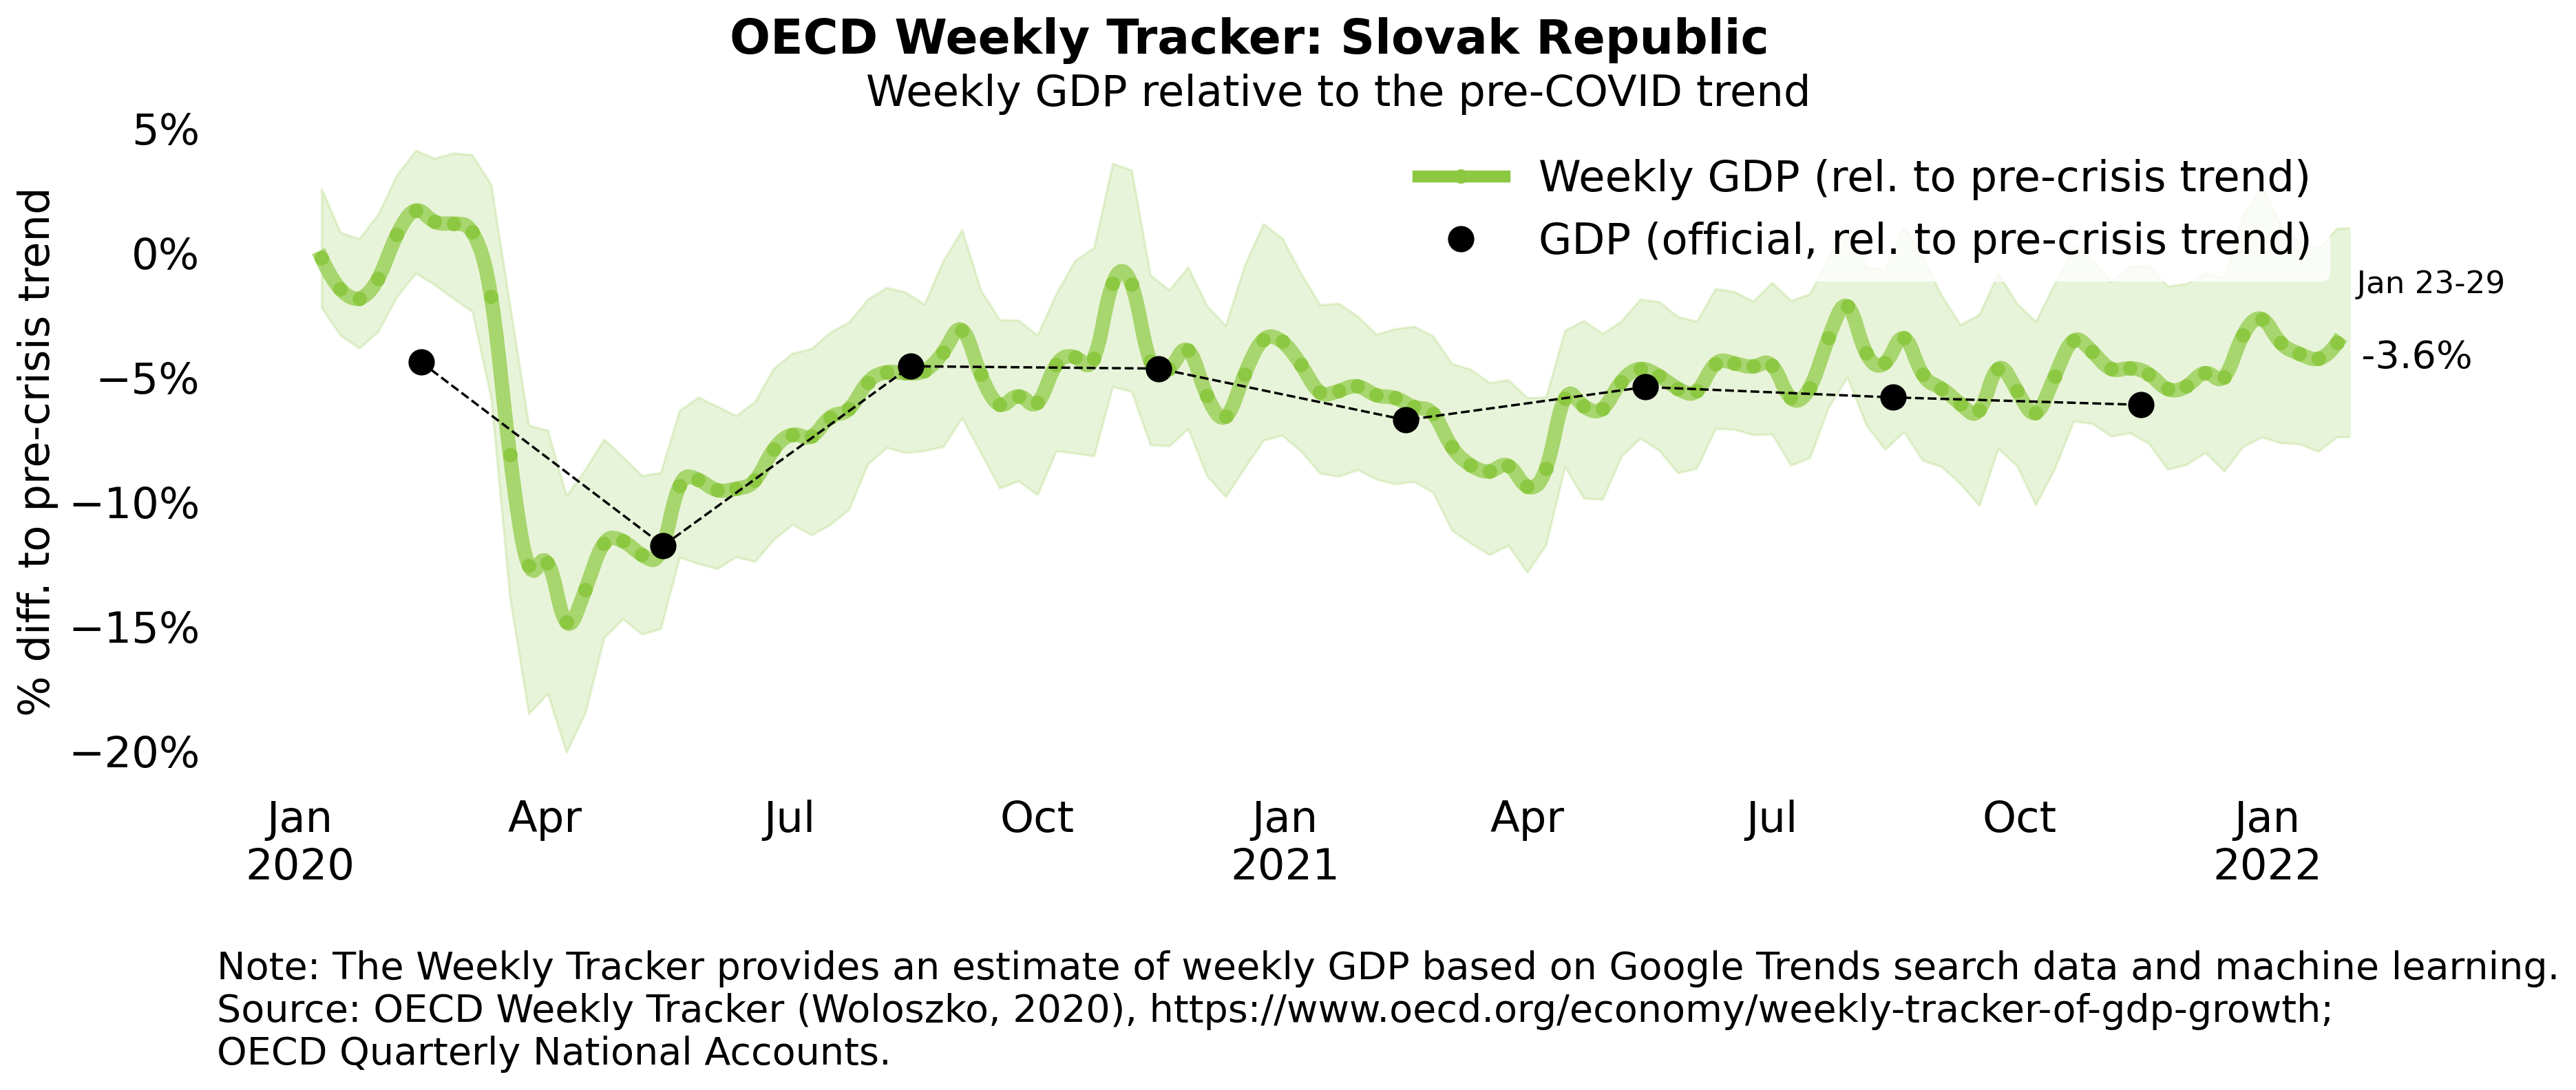 OECD Weekly Tracker: Slovak Republic
Weekly GDP relative to the pre-COVID trend
% diff. to pre-crisis trend
5%
0%
−5%
−10%
−15%
−20%
Weekly GDP (rel. to pre-crisis trend)
GDP (official, rel. to pre-crisis trend)
Jan 23-29
-3.6%
Jan Apr Jul Oct Jan Apr Jul Oct Jan
2020 2021 2022
Note: The Weekly Tracker provides an estimate of weekly GDP based on Google Trends search data and machine learning.
Source: OECD Weekly Tracker (Woloszko, 2020), https://www.oecd.org/economy/weekly-tracker-of-gdp-growth;
OECD Quarterly National Accounts.